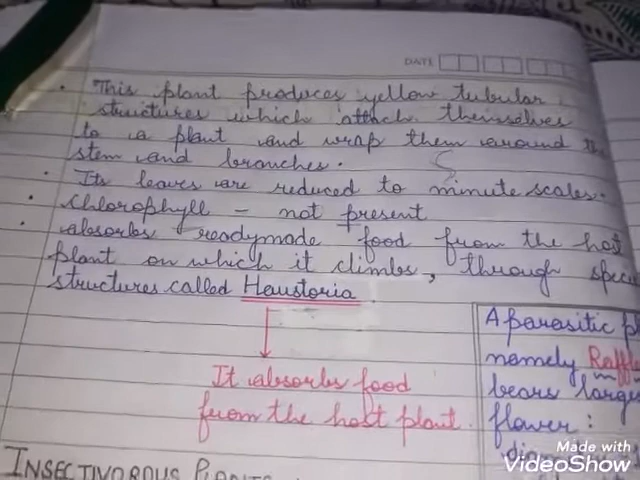 DATE
• This plant produces yellow tubular
structures which attach themselves
to a plant and wrap them around
stem and branches.
• Its leaves are reduced to minute scales.
• Chlorophyll - not present
• absorbs readymade food from the host
plant on which it climbs, through
structures called Haustoria
It absorbs food
from the host plant.
A parasitic
namely
bears
flower:
INSECTIVOROUS PLANTS
Made with
VideoShow